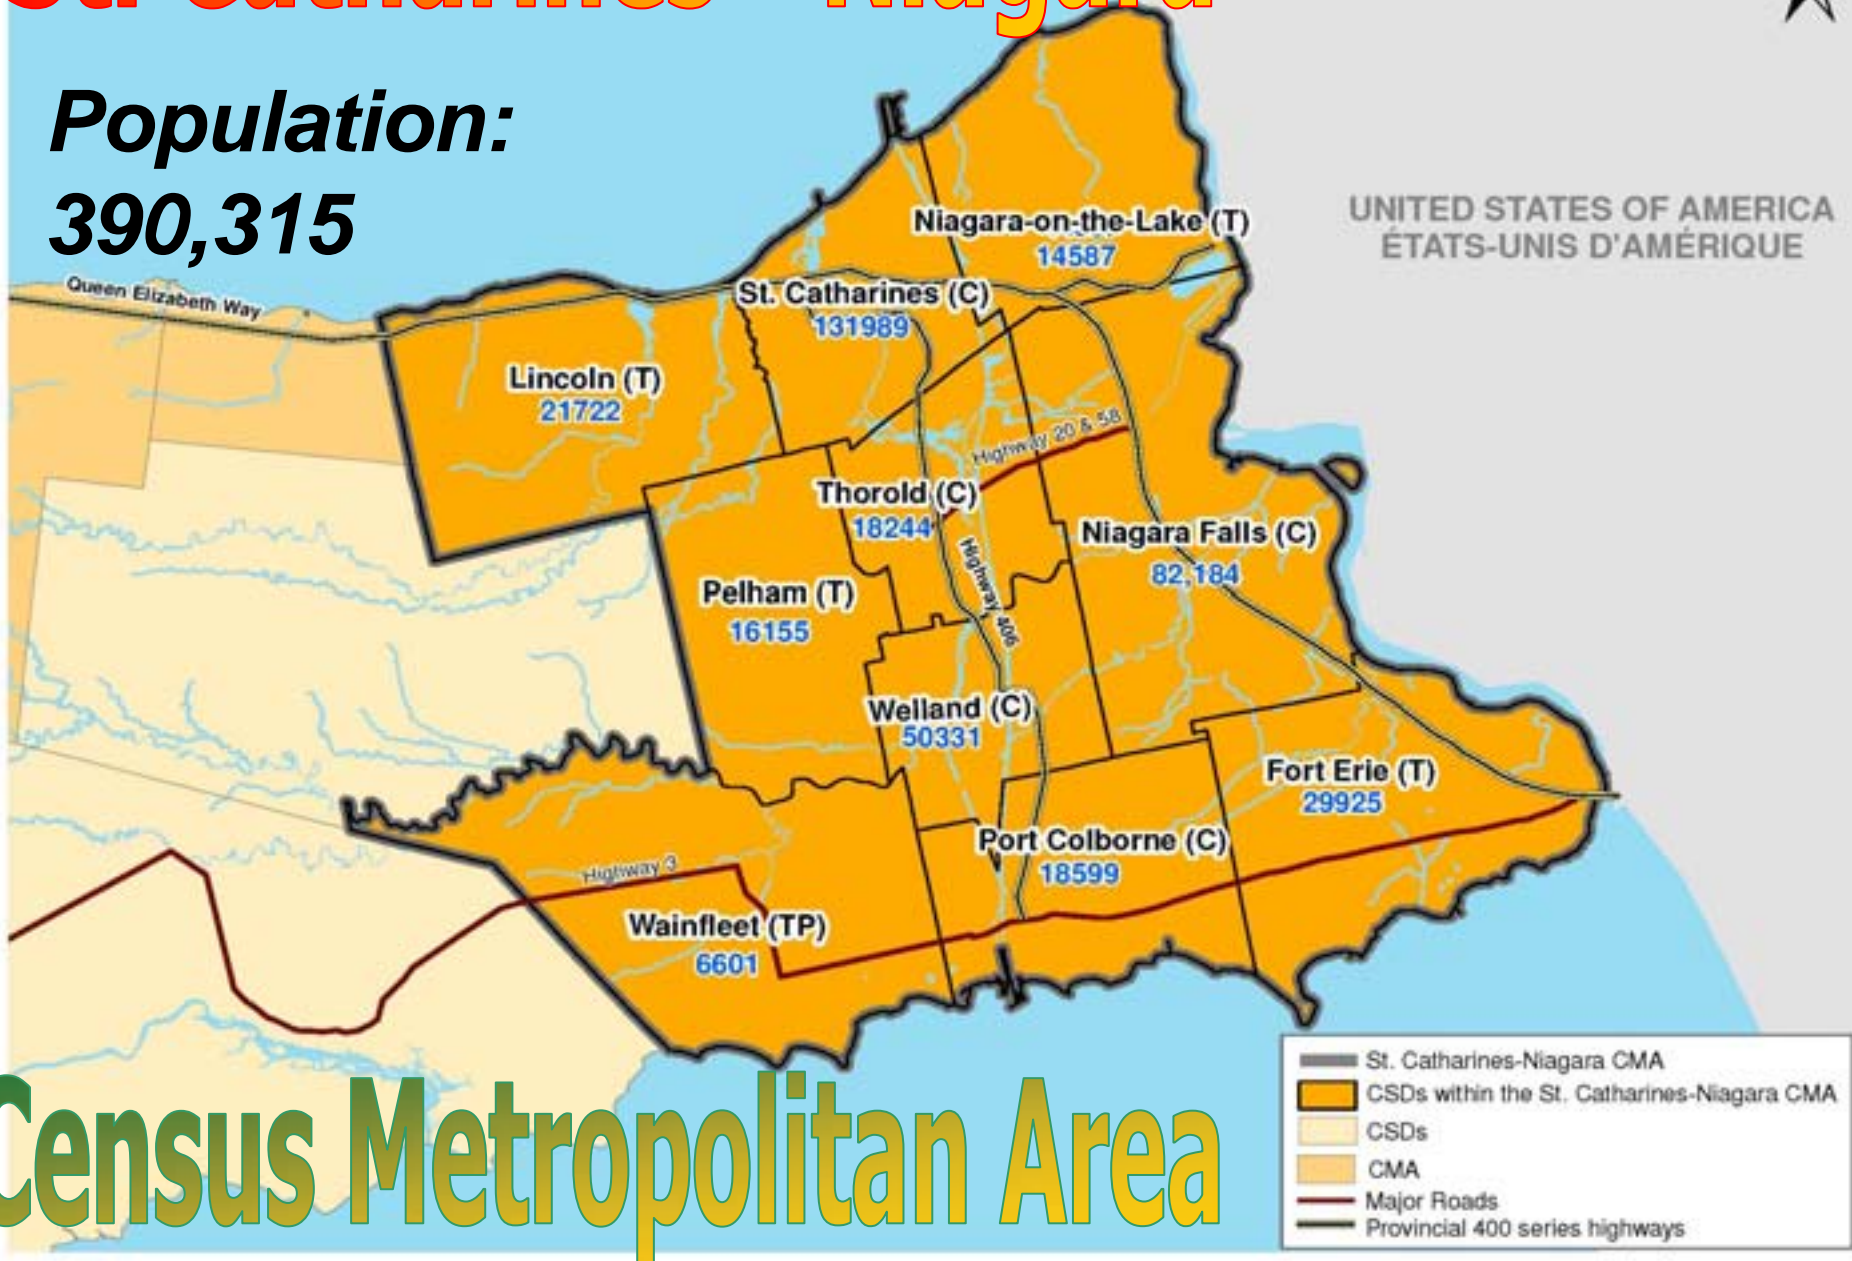 St. Catharines - Niagara
Population:
390,315
UNITED STATES OF AMERICA
ÉTATS-UNIS D'AMÉRIQUE
Niagara-on-the-Lake (T)
14587
Queen Elizabeth Way
St. Catharines (C)
131989
Lincoln (T)
21722
Highway 20 & 58
Thorold (C)
18244
Niagara Falls (C)
82,184
Highway 406
Pelham (T)
16155
Welland (C)
50331
Fort Erie (T)
29925
Port Colborne (C)
18599
Highway 3
Wainfleet (TP)
6601
St. Catharines-Niagara CMA
CSDs within the St. Catharines-Niagara CMA
CSDs
CMA
Major Roads
Provincial 400 series highways
Census Metropolitan Area